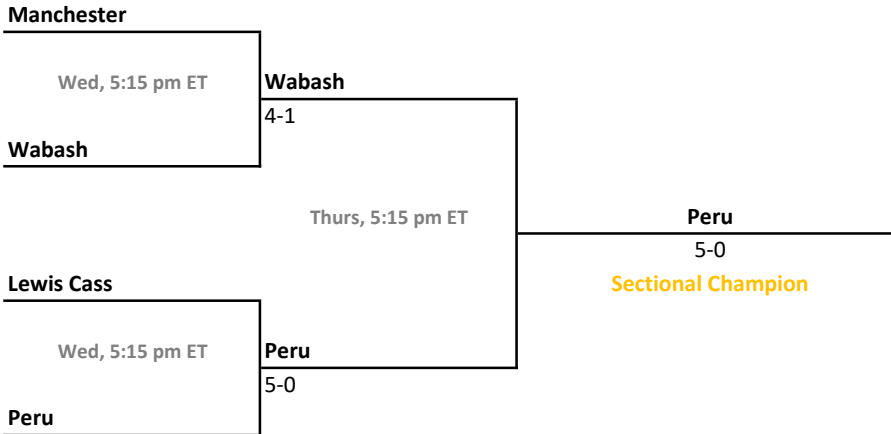 Manchester
Wed, 5:15 pm ET
Wabash
4-1
Wabash
Thurs, 5:15 pm ET
Peru
5-0
Sectional Champion
Lewis Cass
Wed, 5:15 pm ET
Peru
5-0
Peru